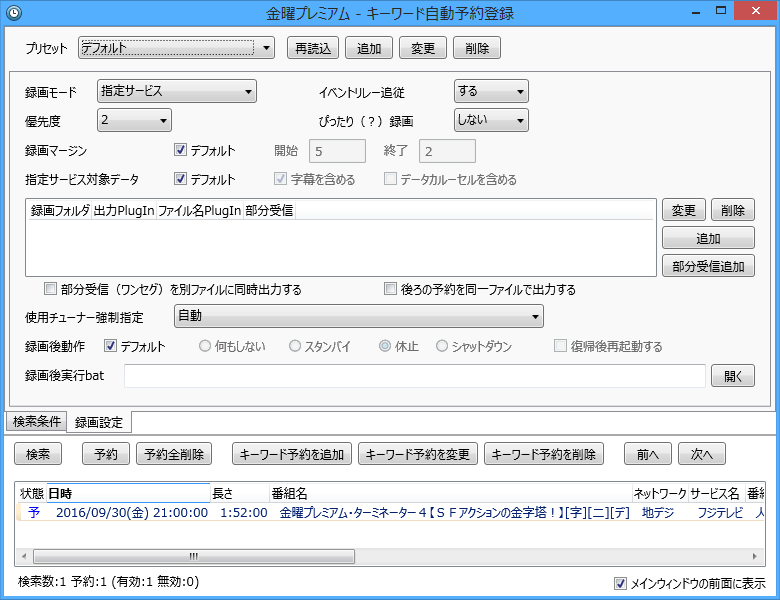 金曜プレミアム - キーワード自動予約登録
プリセット デフォルト 再読込 追加 変更 削除
録画モード 指定サービス イベントリレー追従 する
優先度 2 ぴったり（？）録画 しない
録画マージン デフォルト 開始 5 終了 2
指定サービス対象データ デフォルト 字幕を含める データカルーセルを含める
録画フォルダ 出力PlugIn ファイル名PlugIn 部分受信 変更 削除
追加
部分受信追加
部分受信（ワンセグ）を別ファイルに同時出力する 後ろの予約を同一ファイルで出力する
使用チューナー強制指定 自動
録画後動作 デフォルト 何もしない スタンバイ 休止 シャットダウン 復帰後再起動する
録画後実行bat 開く
検索条件 録画設定
検索 予約 予約全削除 キーワード予約を追加 キーワード予約を変更 キーワード予約を削除 前へ 次へ
状態 日時 長さ 番組名 ネットワーク サービス名 番組
予 2016/09/30(金) 21:00:00 1:52:00 金曜プレミアム・ターミネーター４【ＳＦアクションの金字塔！】[字][二][デ] 地デジ フジテレビ 人
検索数:1 予約:1 (有効:1 無効:0) メインウィンドウの前面に表示